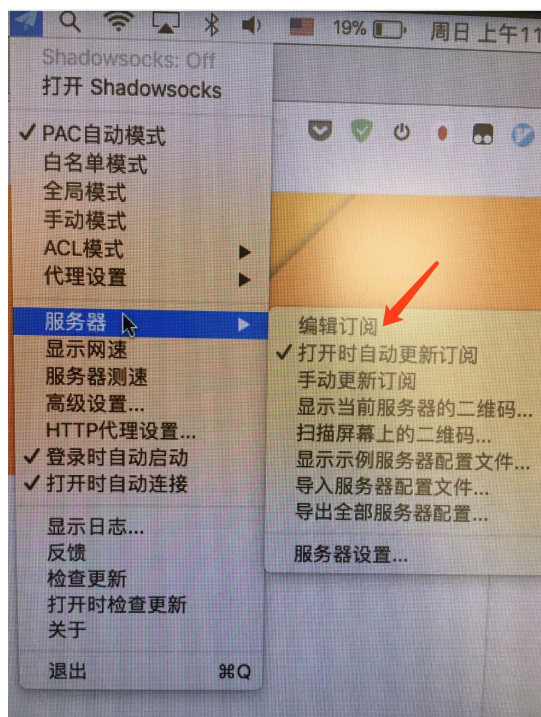 19%
周日 上午11
Shadowsocks: Off
打开 Shadowsocks
✓ PAC自动模式
白名单模式
全局模式
手动模式
ACL模式
代理设置
服务器
显示网速
服务器测速
高级设置...
HTTP代理设置...
✓ 登录时自动启动
✓ 打开时自动连接
显示日志...
反馈
检查更新
打开时检查更新
关于
退出 ⌘Q
编辑订阅
✓ 打开时自动更新订阅
手动更新订阅
显示当前服务器的二维码...
扫描屏幕上的二维码...
显示示例服务器配置文件...
导入服务器配置文件...
导出全部服务器配置...
服务器设置...